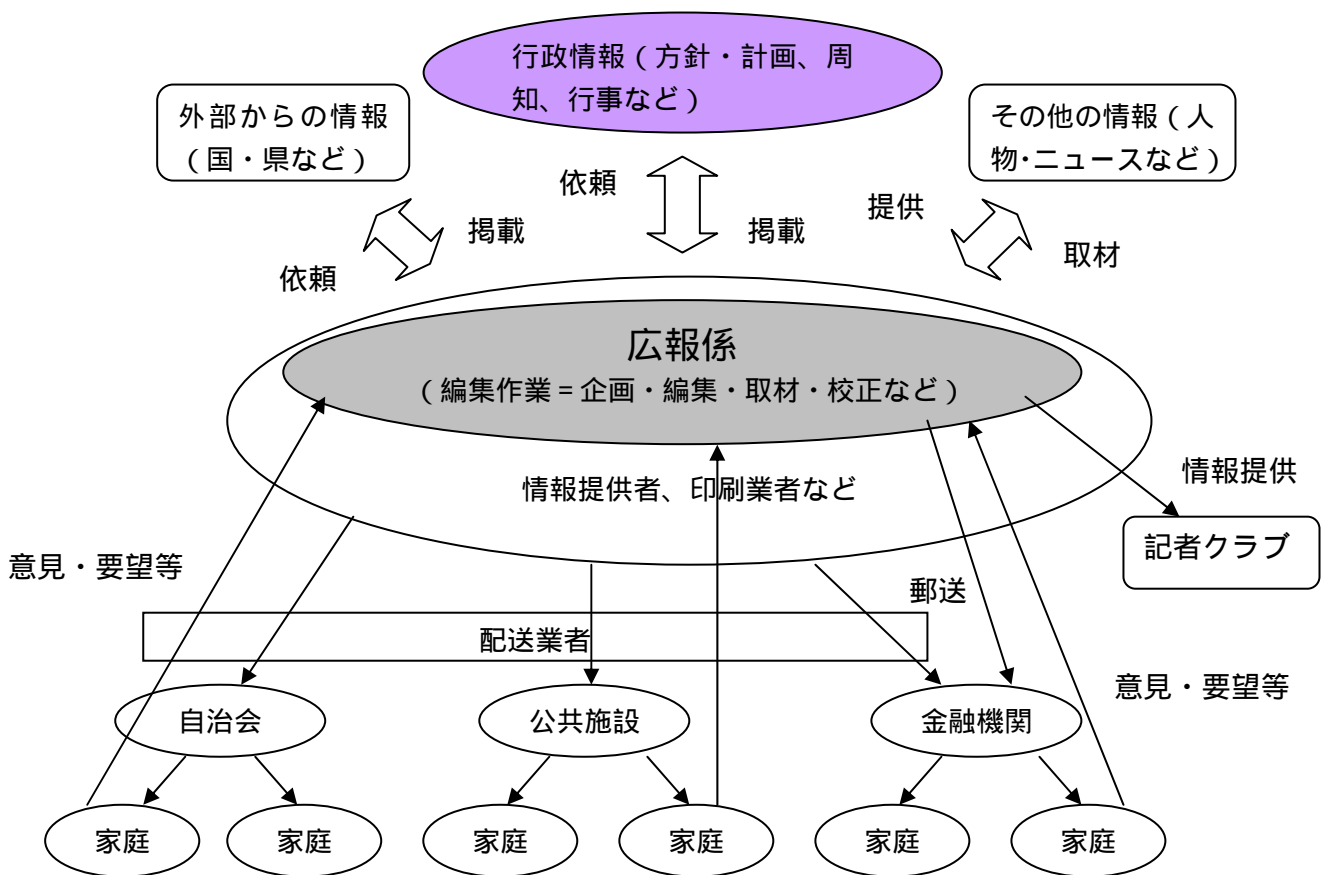 行政情報（方針・計画、周
知、行事など）
外部からの情報
（国・県など）
その他の情報（人
物･ニュースなど）
依頼
掲載
依頼
掲載
提供
取材
広報係
（編集作業＝企画・編集・取材・校正など）
情報提供者、印刷業者など
情報提供
記者クラブ
意見・要望等
郵送
配送業者
意見・要望等
自治会
公共施設
金融機関
家庭
家庭
家庭
家庭
家庭
家庭